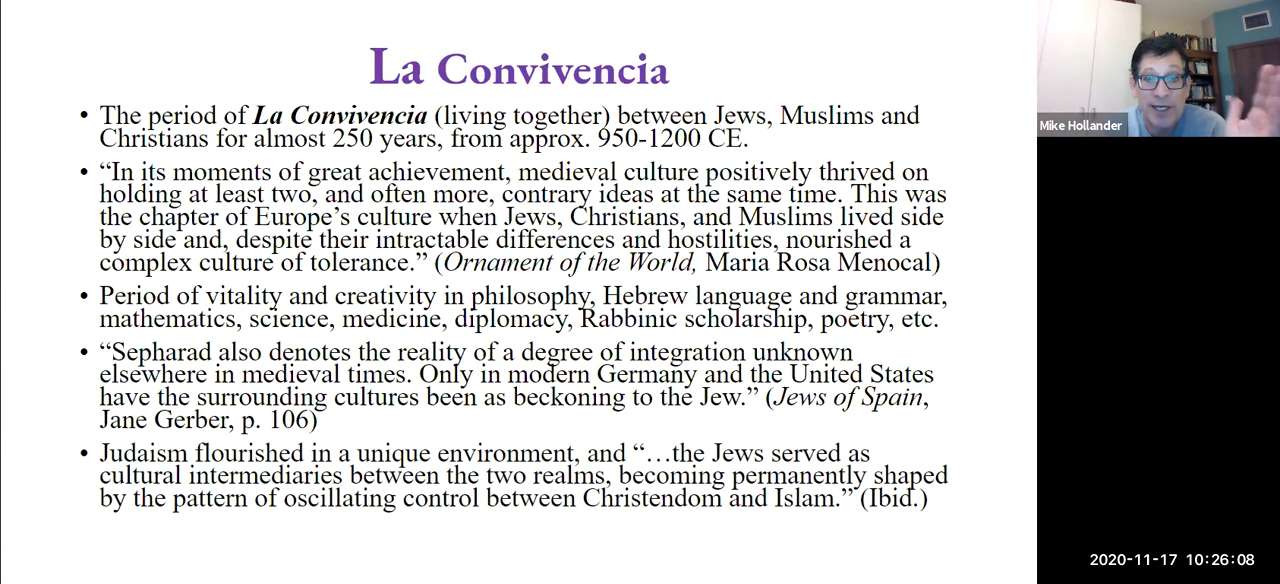 La Convivencia
• The period of La Convivencia (living together) between Jews, Muslims and
Christians for almost 250 years, from approx. 950-1200 CE.
• “In its moments of great achievement, medieval culture positively thrived on
holding at least two, and often more, contrary ideas at the same time. This was
the chapter of Europe’s culture when Jews, Christians, and Muslims lived side
by side and, despite their intractable differences and hostilities, nourished a
complex culture of tolerance.” (Ornament of the World, Maria Rosa Menocal)
• Period of vitality and creativity in philosophy, Hebrew language and grammar,
mathematics, science, medicine, diplomacy, Rabbinic scholarship, poetry, etc.
• “Sepharad also denotes the reality of a degree of integration unknown
elsewhere in medieval times. Only in modern Germany and the United States
have the surrounding cultures been as beckoning to the Jew.” (Jews of Spain,
Jane Gerber, p. 106)
• Judaism flourished in a unique environment, and “…the Jews served as
cultural intermediaries between the two realms, becoming permanently shaped
by the pattern of oscillating control between Christendom and Islam.” (Ibid.)
Mike Hollander
2020-11-17 10:26:08